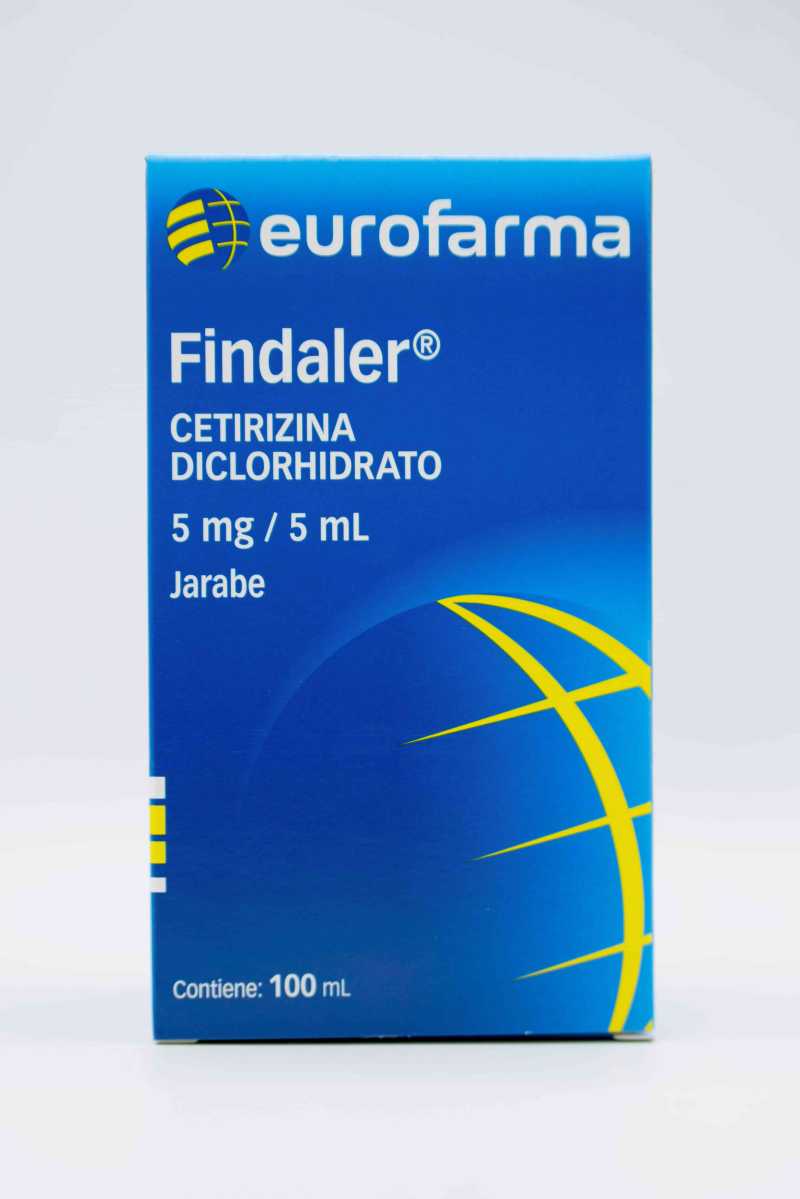 eurofarma
Findaler®
CETIRIZINA
DICLORHIDRATO
5 mg / 5 mL
Jarabe
Contiene: 100 mL